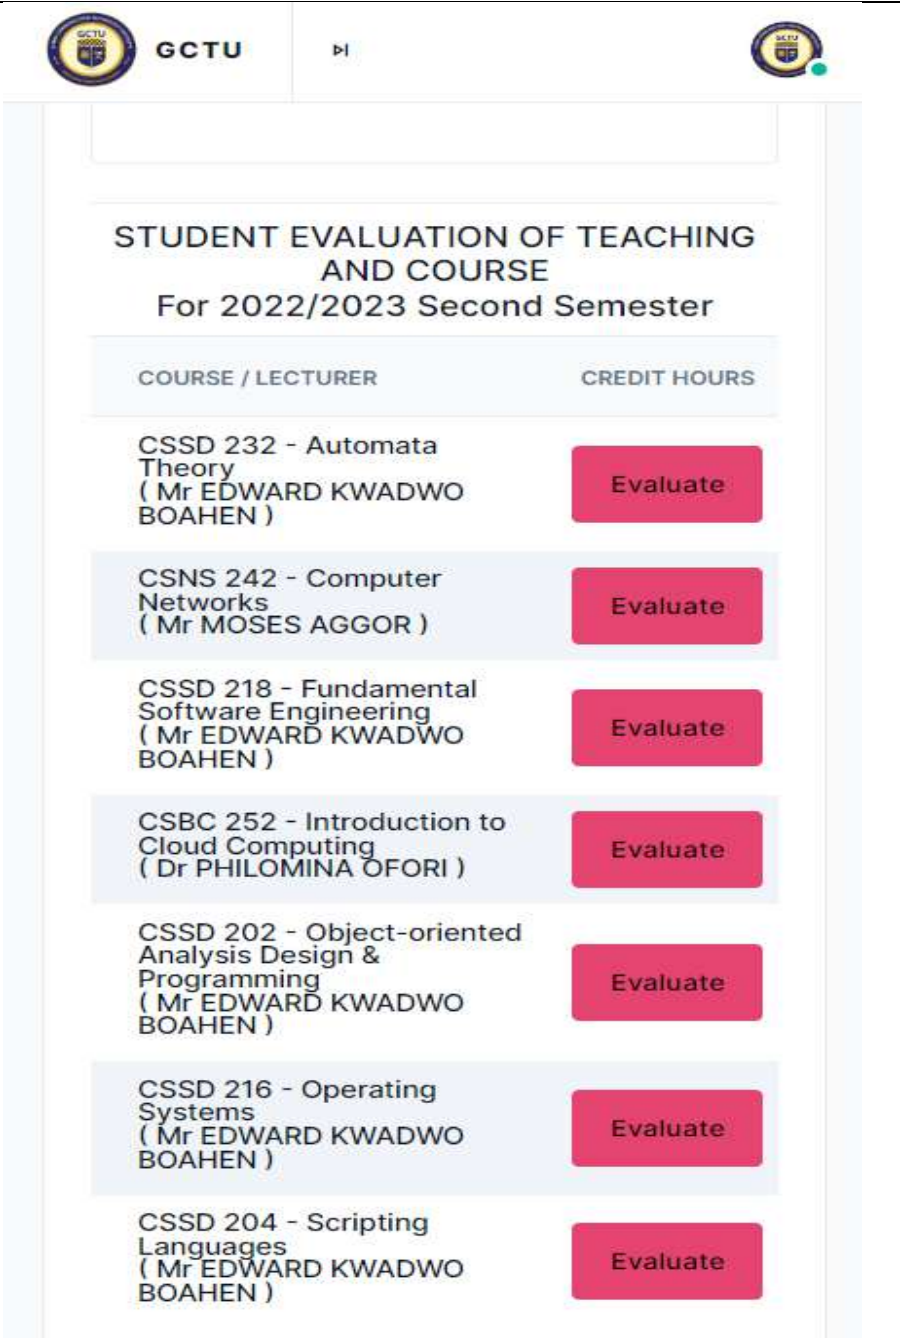 GCTU
STUDENT EVALUATION OF TEACHING
AND COURSE
For 2022/2023 Second Semester
COURSE / LECTURER CREDIT HOURS
CSSD 232 - Automata
Theory
( Mr EDWARD KWADWO
BOAHEN )
Evaluate
CSNS 242 - Computer
Networks
( Mr MOSES AGGOR )
Evaluate
CSSD 218 - Fundamental
Software Engineering
( Mr EDWARD KWADWO
BOAHEN )
Evaluate
CSBC 252 - Introduction to
Cloud Computing
( Dr PHILOMINA OFORI )
Evaluate
CSSD 202 - Object-oriented
Analysis Design &
Programming
( Mr EDWARD KWADWO
BOAHEN )
Evaluate
CSSD 216 - Operating
Systems
( Mr EDWARD KWADWO
BOAHEN )
Evaluate
CSSD 204 - Scripting
Languages
( Mr EDWARD KWADWO
BOAHEN )
Evaluate